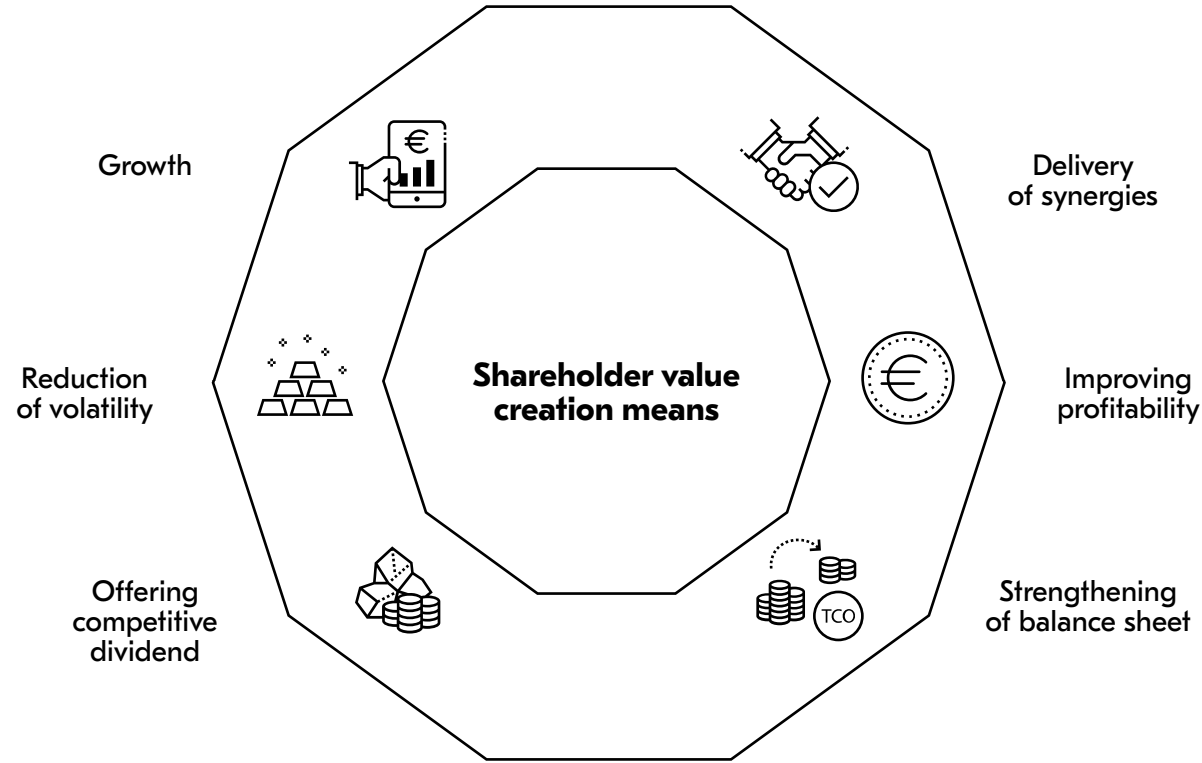 Growth
Delivery
of synergies
Reduction
of volatility
Shareholder value
creation means
Improving
profitability
Offering
competitive
dividend
TCO
Strengthening
of balance sheet
€
€